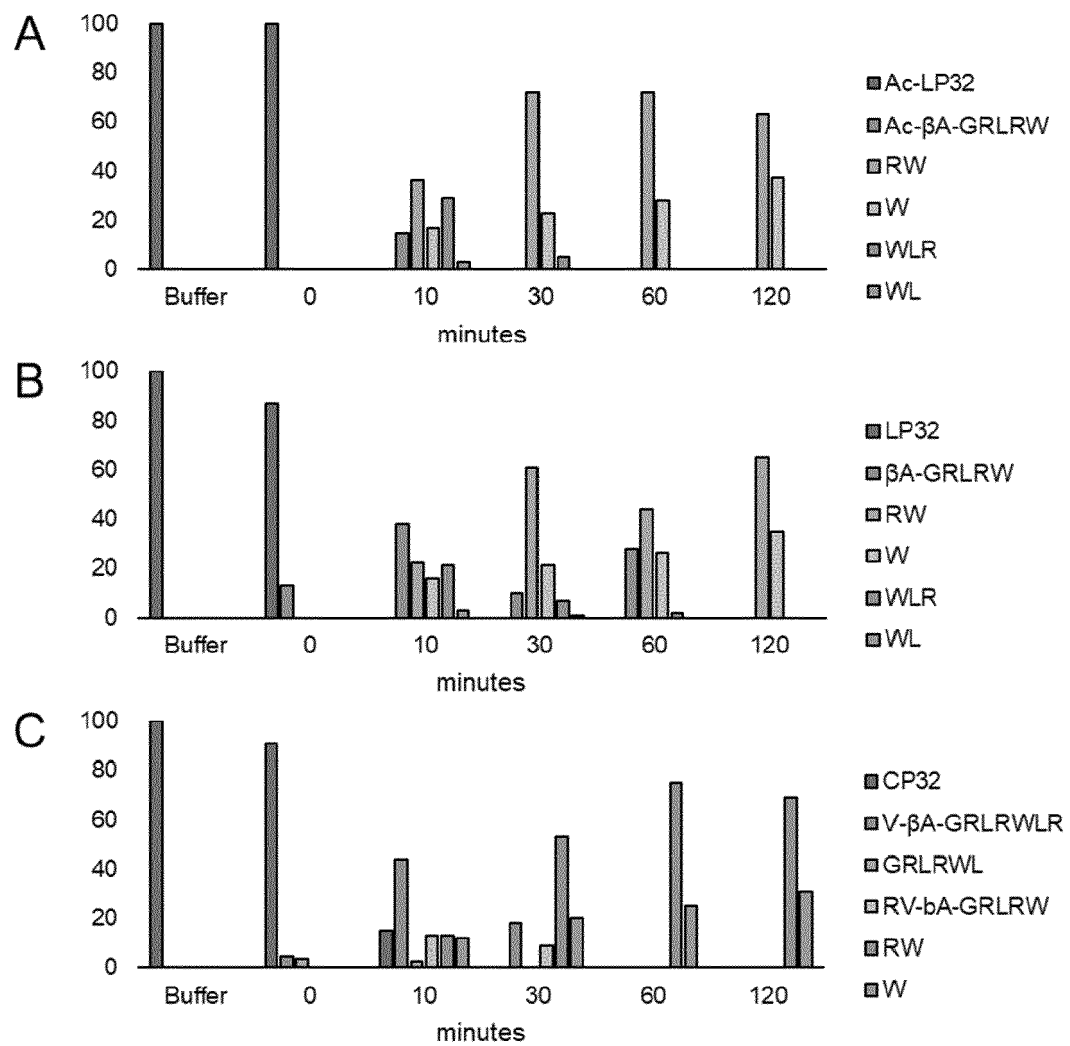 A
100
80
60
40
20
0
Buffer 0 10 30 60 120
minutes
Ac-LP32
Ac-βA-GRLRW
RW
W
WLR
WL
B
100
80
60
40
20
0
Buffer 0 10 30 60 120
minutes
LP32
βA-GRLRW
RW
W
WLR
WL
C
100
80
60
40
20
0
Buffer 0 10 30 60 120
minutes
CP32
V-βA-GRLRWLR
GRLRWL
RV-bA-GRLRW
RW
W